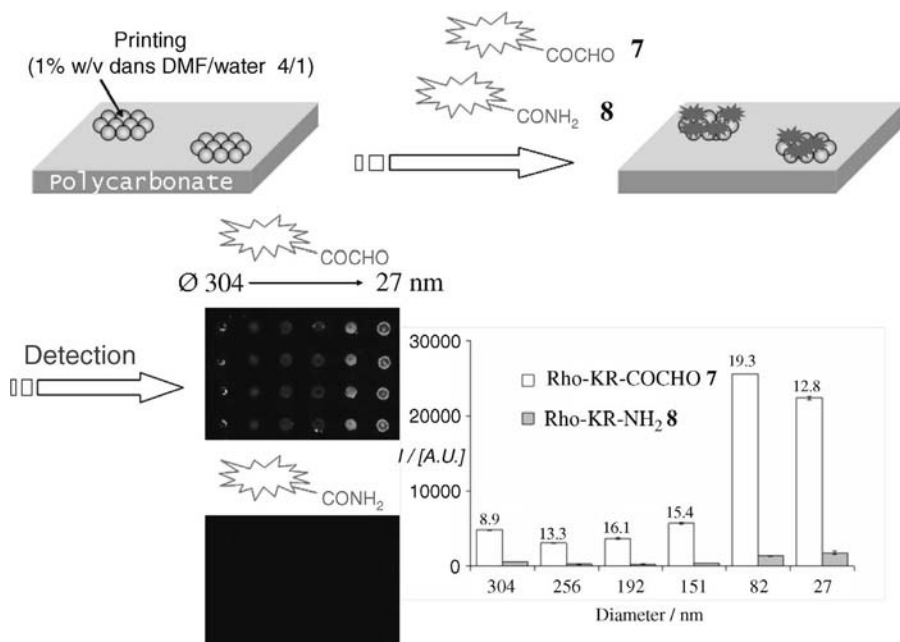 Printing
(1% w/v dans DMF/water 4/1)
COCHO 7
CONH2 8
Polycarbonate
COCHO
Ø 304 27 nm
Detection
CONH2
30000
20000
I / [A.U.]
10000
0
Rho-KR-COCHO 7
Rho-KR-NH2 8
8.9 13.3 16.1 15.4 19.3 12.8
304 256 192 151 82 27
Diameter / nm